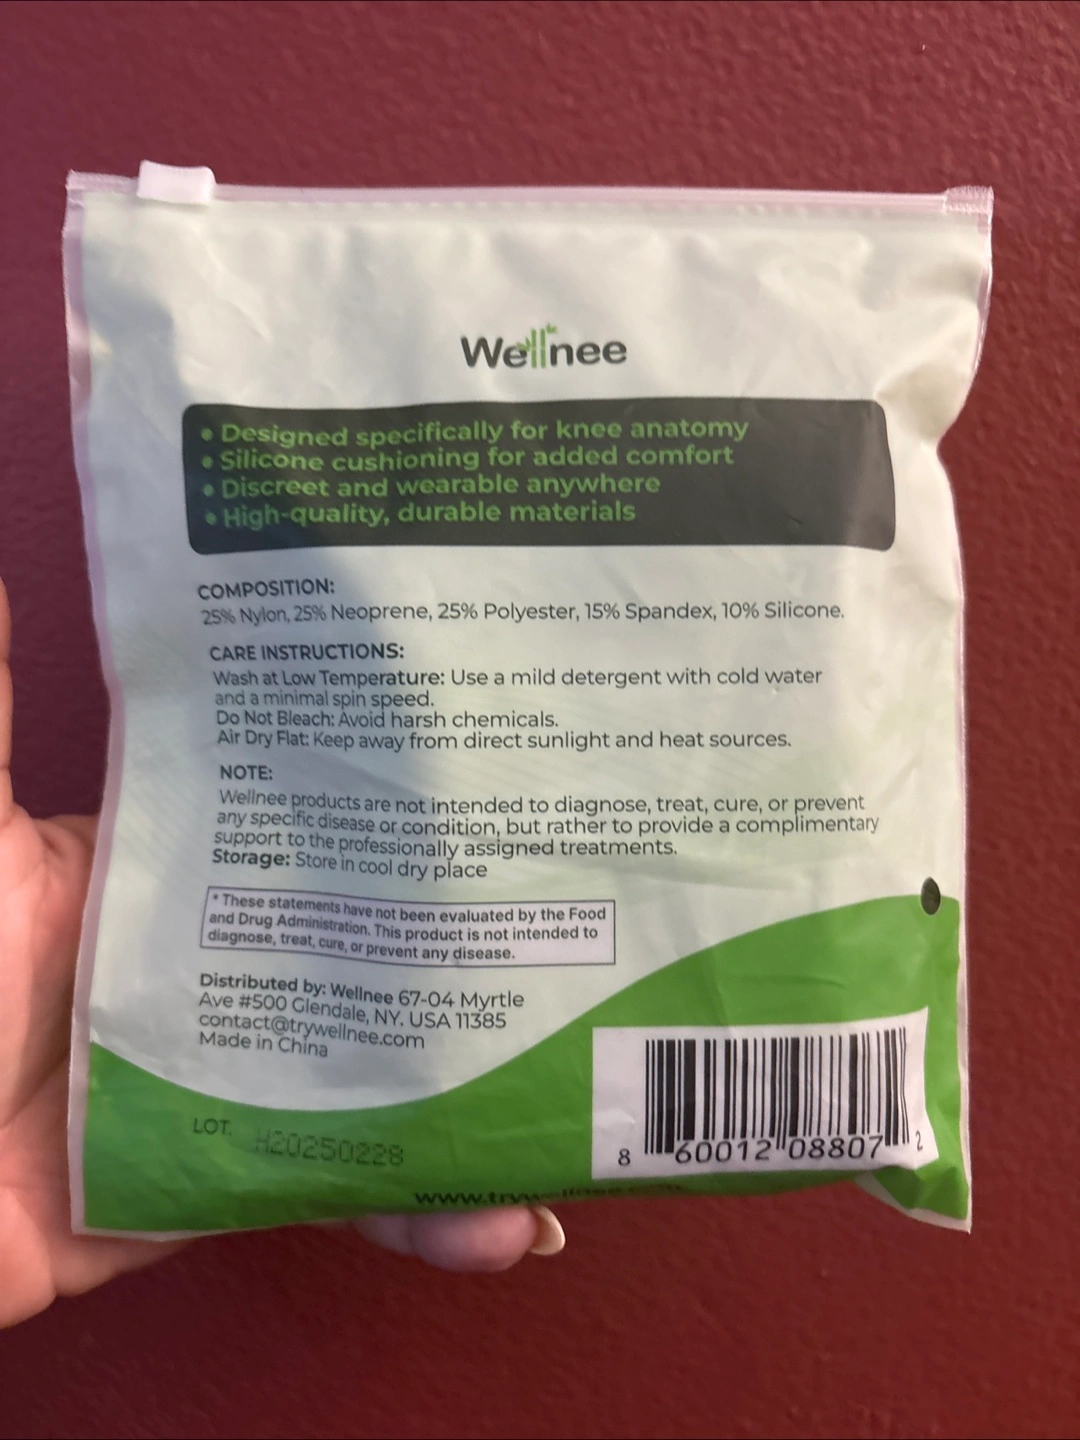 Wellnee
• Designed specifically for knee anatomy
• Silicone cushioning for added comfort
• Discreet and wearable anywhere
• High-quality, durable materials
COMPOSITION:
25% Nylon, 25% Neoprene, 25% Polyester, 15% Spandex, 10% Silicone.
CARE INSTRUCTIONS:
Wash at Low Temperature: Use a mild detergent with cold water
and a minimal spin speed.
Do Not Bleach: Avoid harsh chemicals.
Air Dry Flat: Keep away from direct sunlight and heat sources.
NOTE:
Wellnee products are not intended to diagnose, treat, cure, or prevent
any specific disease or condition, but rather to provide a complimentary
support to the professionally assigned treatments.
Storage: Store in cool dry place
* These statements have not been evaluated by the Food
and Drug Administration. This product is not intended to
diagnose, treat, cure, or prevent any disease.
Distributed by: Wellnee 67-04 Myrtle
Ave #500 Glendale, NY. USA 11385
contact@trywellnee.com
Made in China
LOT. H20250228
8 60012 08807 2